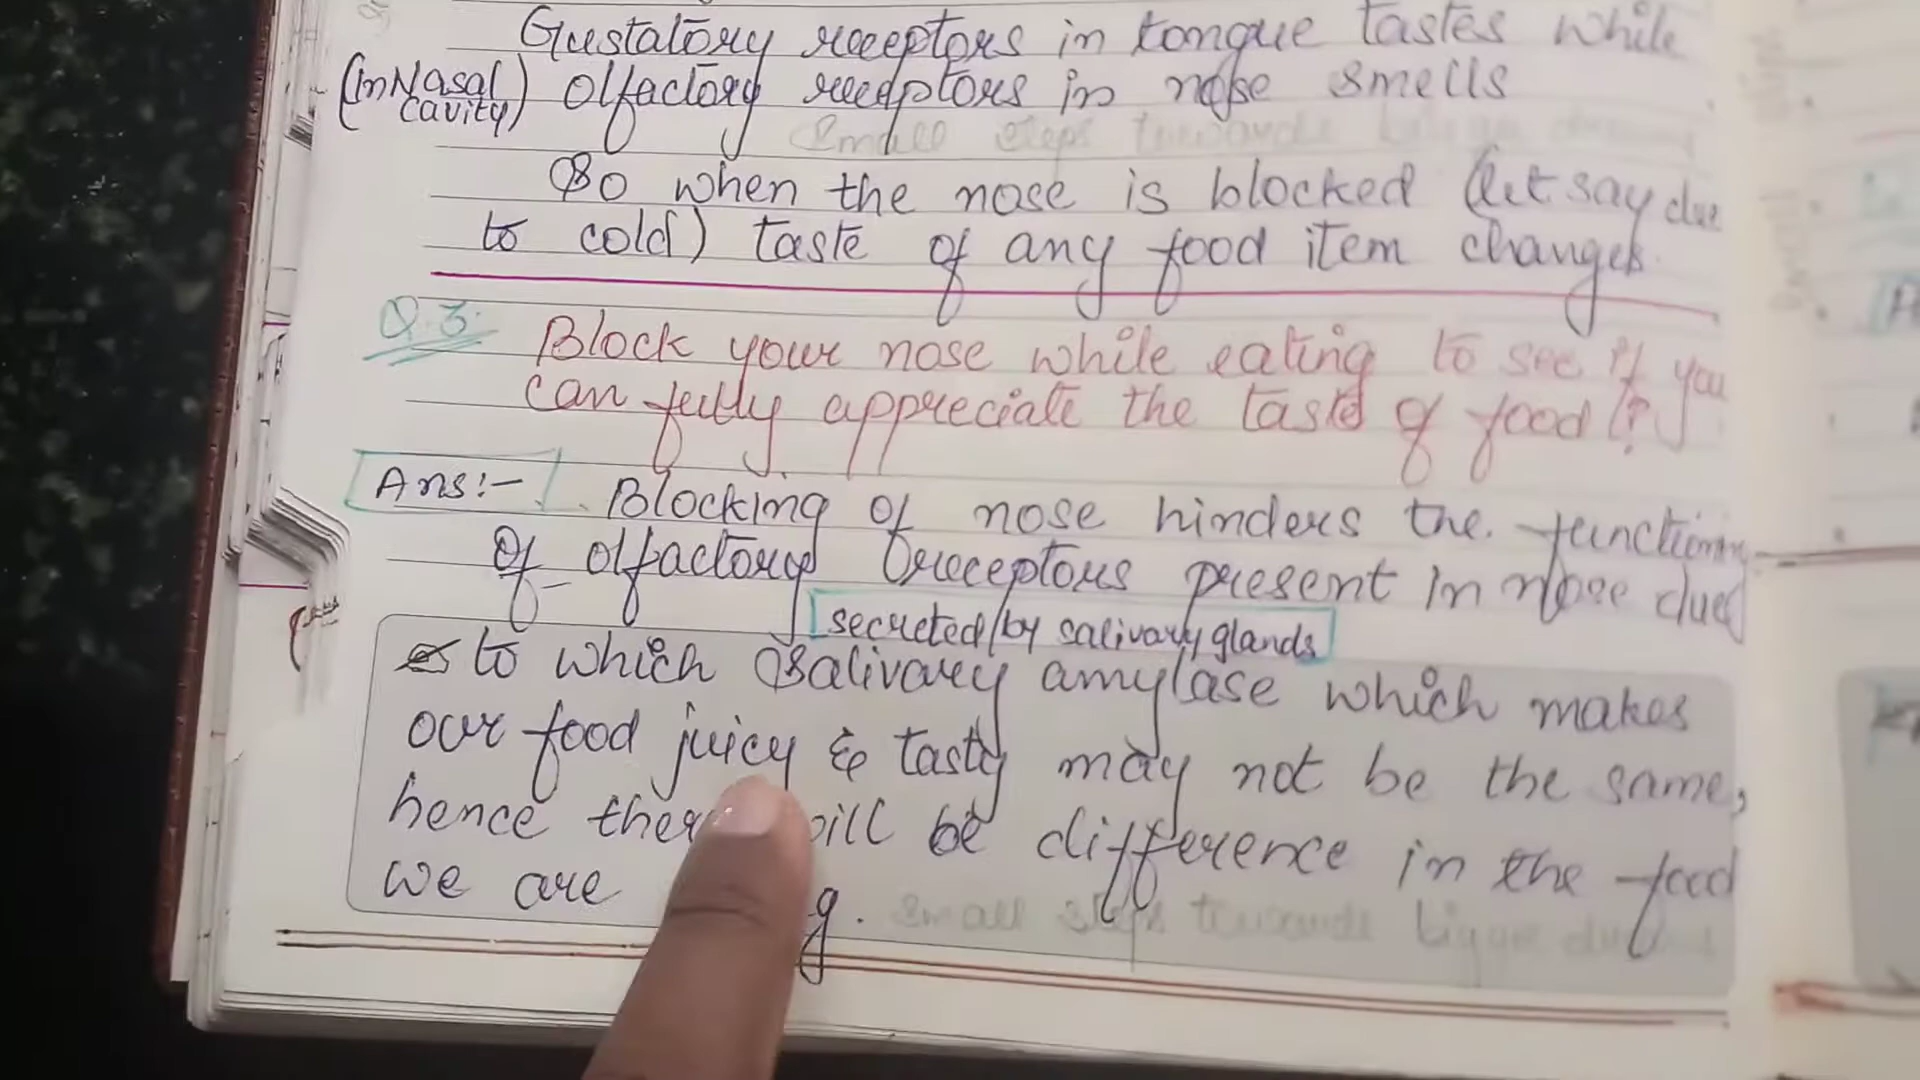 Gustatory receptors in tongue tastes while
(In Nasal cavity) olfactory receptors in nose smells
So when the nose is blocked (let say due
to cold) taste of any food item changes.
Q.3. Block your nose while eating to see if you
can fully appreciate the taste of food?
Ans:- Blocking of nose hinders the functioning
of olfactory receptors present in nose due
secreted by salivary glands
to which salivary amylase which makes
our food juicy & tasty may not be the same,
hence there will be difference in the food
we are
small steps towards